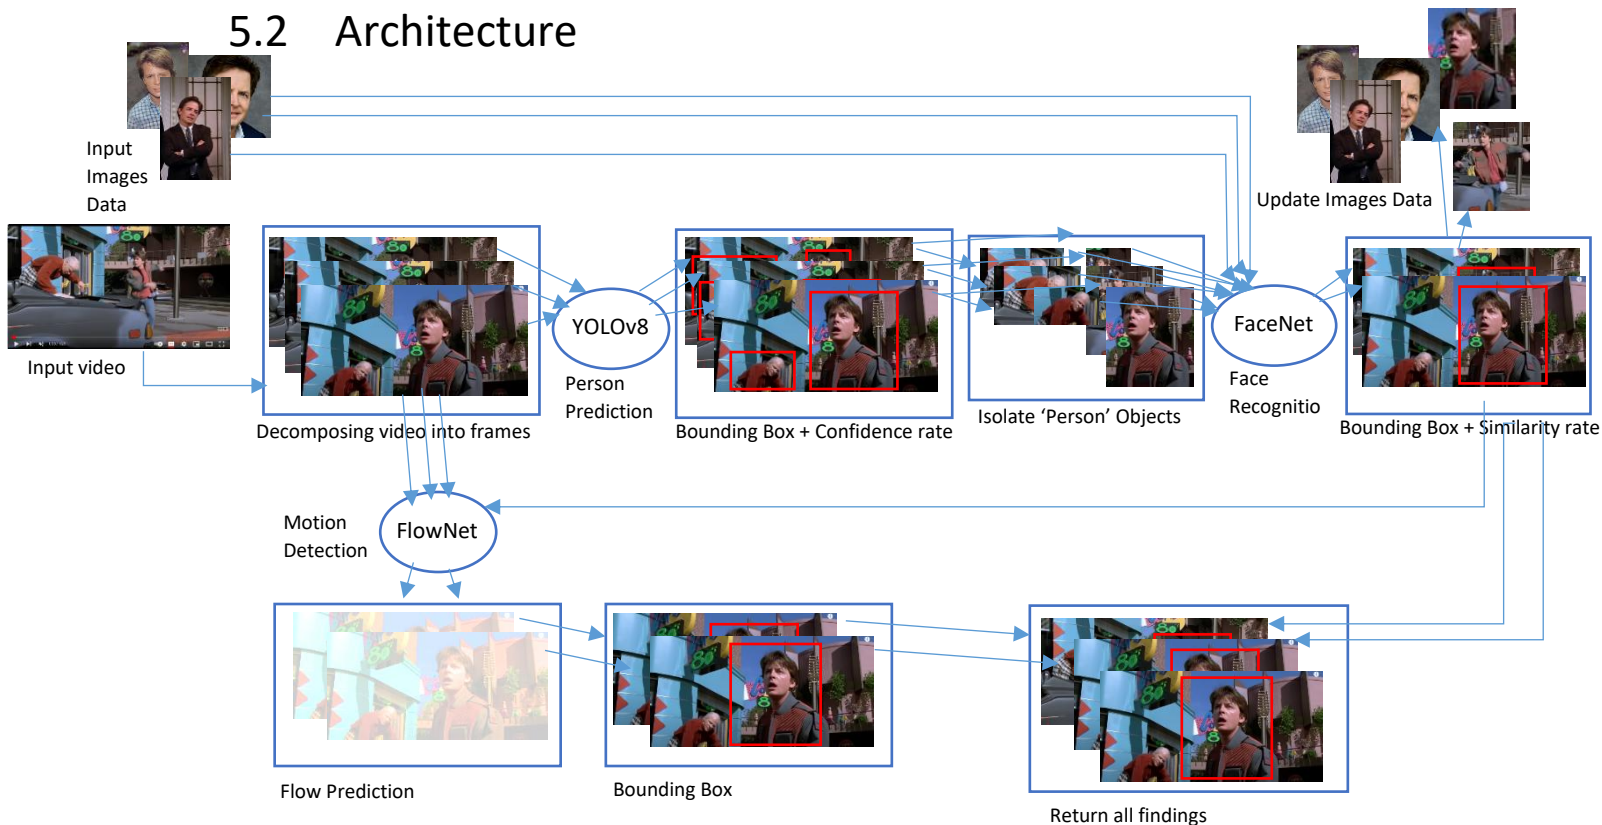 5.2 Architecture
Input
Images
Data
Update Images Data
Input video
YOLOv8
FaceNet
Person
Prediction
Face
Recognitio
Decomposing video into frames
Bounding Box + Confidence rate
Isolate ‘Person’ Objects
Bounding Box + Similarity rate
Motion
Detection
FlowNet
Flow Prediction
Bounding Box
Return all findings